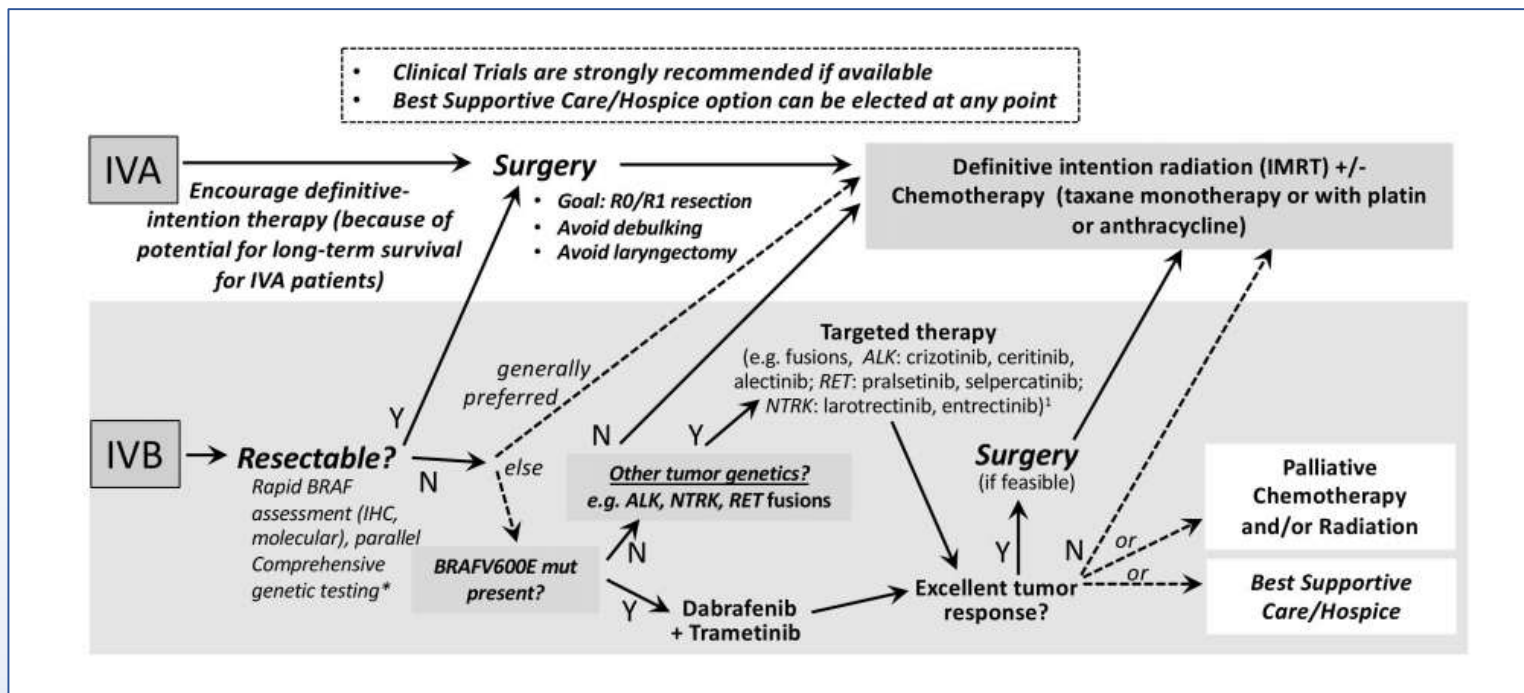 • Clinical Trials are strongly recommended if available
• Best Supportive Care/Hospice option can be elected at any point
IVA
Encourage definitive-
intention therapy (because of
potential for long-term survival
for IVA patients)
Surgery
• Goal: R0/R1 resection
• Avoid debulking
• Avoid laryngectomy
Definitive intention radiation (IMRT) +/-
Chemotherapy (taxane monotherapy or with platin
or anthracycline)
IVB
Resectable?
Rapid BRAF
assessment (IHC,
molecular), parallel
Comprehensive
genetic testing*
Y
N
generally
preferred
else
BRAFV600E mut
present?
N
Y
Other tumor genetics?
e.g. ALK, NTRK, RET fusions
N
Y
Targeted therapy
(e.g. fusions, ALK: crizotinib, ceritinib,
alectinib; RET: pralsetinib, selpercatinib;
NTRK: larotrectinib, entrectinib)1
Dabrafenib
+ Trametinib
Excellent tumor
response?
Y
N
Surgery
(if feasible)
or
or
Palliative
Chemotherapy
and/or Radiation
Best Supportive
Care/Hospice